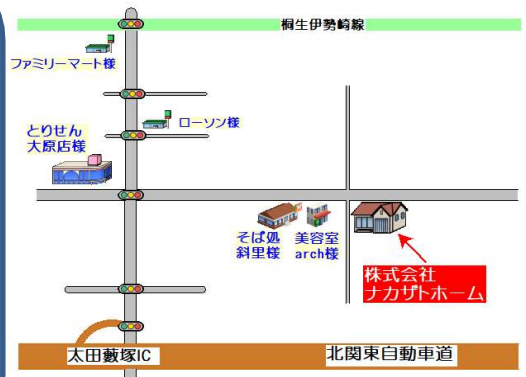 桐生伊勢崎線
ファミリーマート様
ローソン様
とりせん
大原店様
そば処
斜里様
美容室
arch様
株式会社
ナカザトホーム
太田藪塚IC
北関東自動車道